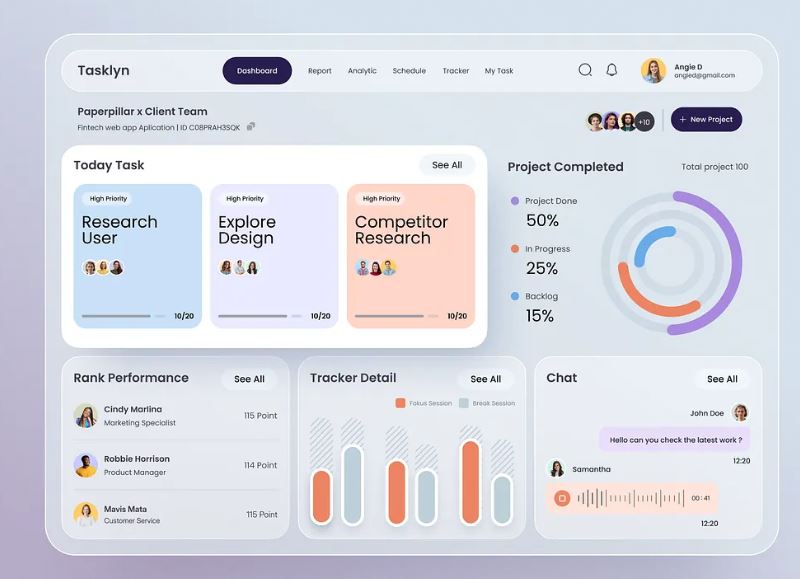 Tasklyn
Dashboard
Report
Analytic
Schedule
Tracker
My Task
Angie D
angied@gmail.com
Paperpillar x Client Team
Fintech web app Aplication | ID C08PRAH3SQK
+10
+ New Project
Today Task
See All
High Priority
Research
User
10/20
High Priority
Explore
Design
10/20
High Priority
Competitor
Research
10/20
Project Completed
Total project 100
Project Done
50%
In Progress
25%
Backlog
15%
Rank Performance
See All
Cindy Marlina
Marketing Specialist
115 Point
Robbie Horrison
Product Manager
114 Point
Mavis Mata
Customer Service
115 Point
Tracker Detail
See All
Fokus Session
Break Session
Chat
See All
John Doe
Hello can you check the latest work ?
12:20
Samantha
00:41
12:20